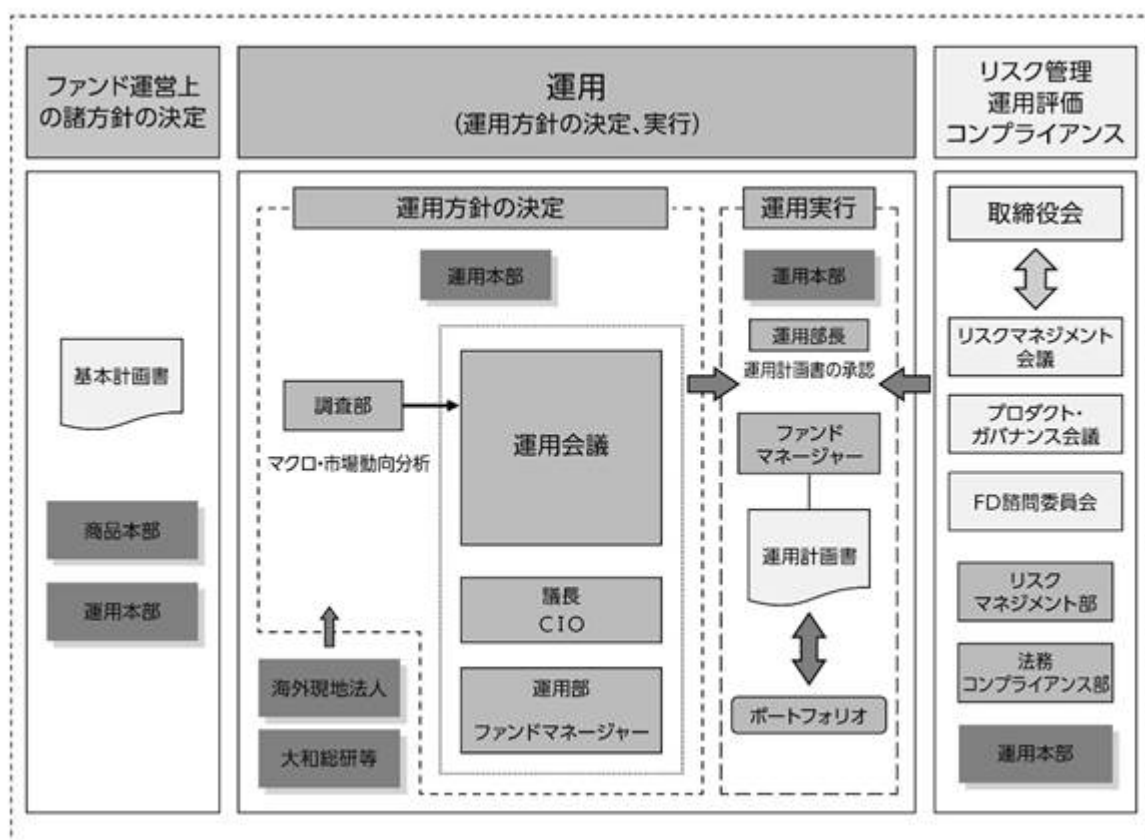 ファンド運営上
の諸方針の決定
運用
(運用方針の決定、実行)
リスク管理
運用評価
コンプライアンス
基本計画書
商品本部
運用本部
運用方針の決定
運用本部
調査部
マクロ・市場動向分析
運用会議
議長
CIO
運用部
ファンドマネージャー
海外現地法人
大和総研等
運用実行
運用本部
運用部長
運用計画書の承認
ファンド
マネージャー
運用計画書
ポートフォリオ
取締役会
リスクマネジメント
会議
プロダクト・
ガバナンス会議
FD諮問委員会
リスク
マネジメント部
法務
コンプライアンス部
運用本部